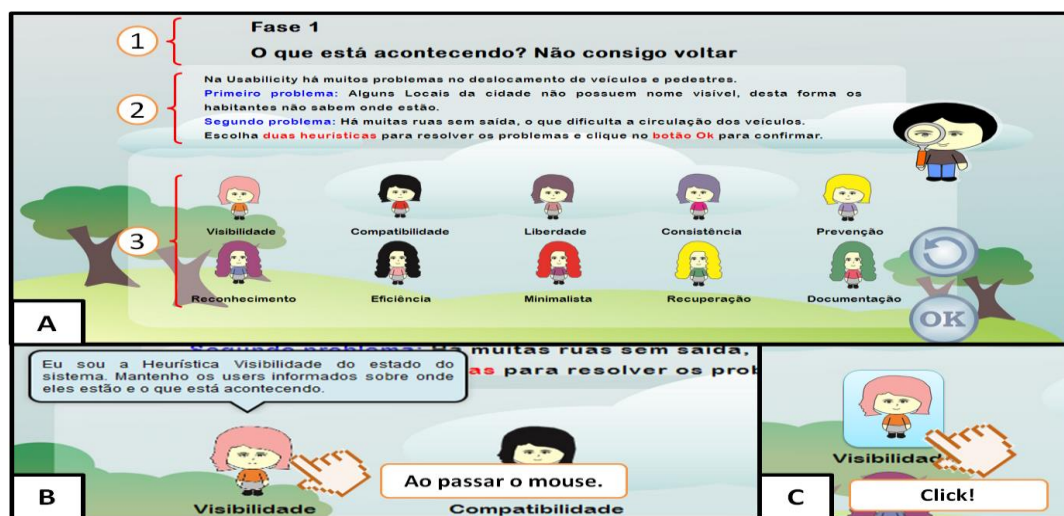 1
Fase 1
O que está acontecendo? Não consigo voltar
2
Na Usabilicity há muitos problemas no deslocamento de veículos e pedestres.
Primeiro problema: Alguns Locais da cidade não possuem nome visível, desta forma os
habitantes não sabem onde estão.
Segundo problema: Há muitas ruas sem saída, o que dificulta a circulação dos veículos.
Escolha duas heurísticas para resolver os problemas e clique no botão Ok para confirmar.
3
Visibilidade Compatibilidade Liberdade Consistência Prevenção
Reconhecimento Eficiência Minimalista Recuperação Documentação
OK
A
Segundo problema: Há muitas ruas sem saída,
as para resolver os prob
Eu sou a Heurística Visibilidade do estado do
sistema. Mantenho os users informados sobre onde
eles estão e o que está acontecendo.
Ao passar o mouse.
Visibilidade Compatibilidade
B
Visibilidad
Click!
C